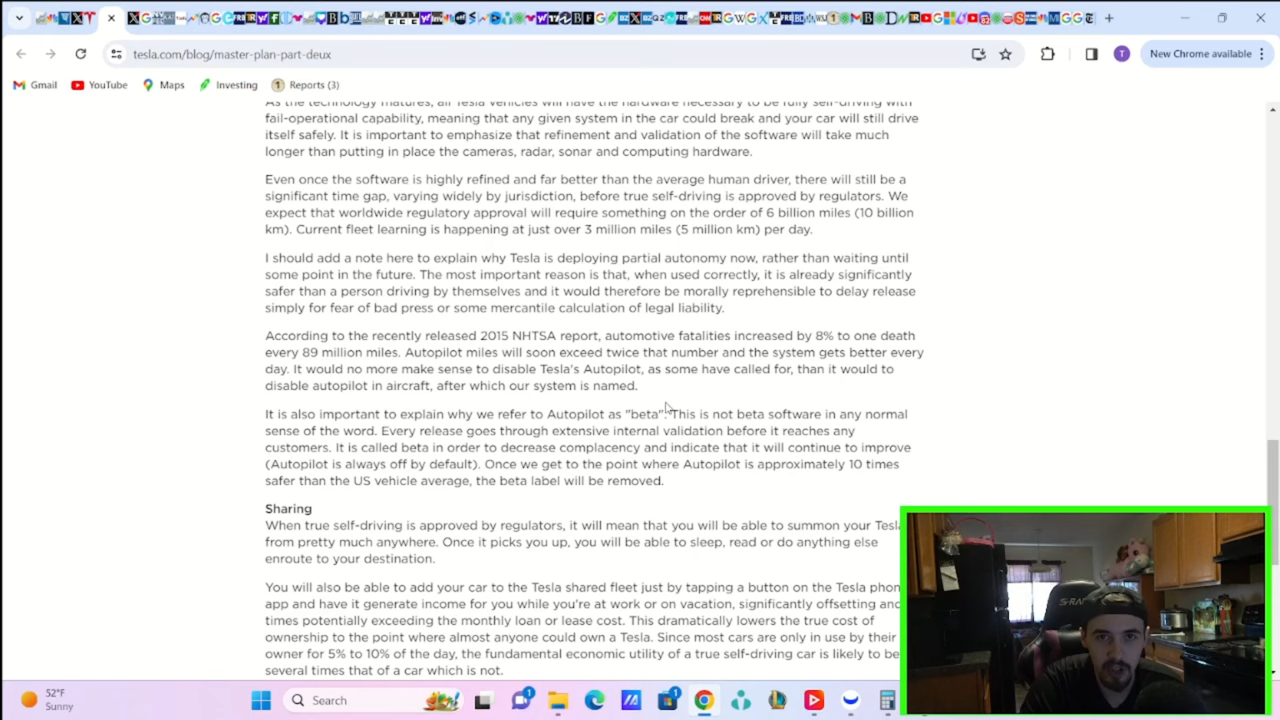 tesla.com/blog/master-plan-part-deux
New Chrome available
Gmail
YouTube
Maps
Investing
Reports (3)
As the technology matures, all Tesla vehicles will have the hardware necessary to be fully self-driving with
fail-operational capability, meaning that any given system in the car could break and your car will still drive
itself safely. It is important to emphasize that refinement and validation of the software will take much
longer than putting in place the cameras, radar, sonar and computing hardware.
Even once the software is highly refined and far better than the average human driver, there will still be a
significant time gap, varying widely by jurisdiction, before true self-driving is approved by regulators. We
expect that worldwide regulatory approval will require something on the order of 6 billion miles (10 billion
km). Current fleet learning is happening at just over 3 million miles (5 million km) per day.
I should add a note here to explain why Tesla is deploying partial autonomy now, rather than waiting until
some point in the future. The most important reason is that, when used correctly, it is already significantly
safer than a person driving by themselves and it would therefore be morally reprehensible to delay release
simply for fear of bad press or some mercantile calculation of legal liability.
According to the recently released 2015 NHTSA report, automotive fatalities increased by 8% to one death
every 89 million miles. Autopilot miles will soon exceed twice that number and the system gets better every
day. It would no more make sense to disable Tesla's Autopilot, as some have called for, than it would to
disable autopilot in aircraft, after which our system is named.
It is also important to explain why we refer to Autopilot as "beta". This is not beta software in any normal
sense of the word. Every release goes through extensive internal validation before it reaches any
customers. It is called beta in order to decrease complacency and indicate that it will continue to improve
(Autopilot is always off by default). Once we get to the point where Autopilot is approximately 10 times
safer than the US vehicle average, the beta label will be removed.
Sharing
When true self-driving is approved by regulators, it will mean that you will be able to summon your Tesla
from pretty much anywhere. Once it picks you up, you will be able to sleep, read or do anything else
enroute to your destination.
You will also be able to add your car to the Tesla shared fleet just by tapping a button on the Tesla phon
app and have it generate income for you while you're at work or on vacation, significantly offsetting and
times potentially exceeding the monthly loan or lease cost. This dramatically lowers the true cost of
ownership to the point where almost anyone could own a Tesla. Since most cars are only in use by their
owner for 5% to 10% of the day, the fundamental economic utility of a true self-driving car is likely to be
several times that of a car which is not.
52°F
Sunny
Search